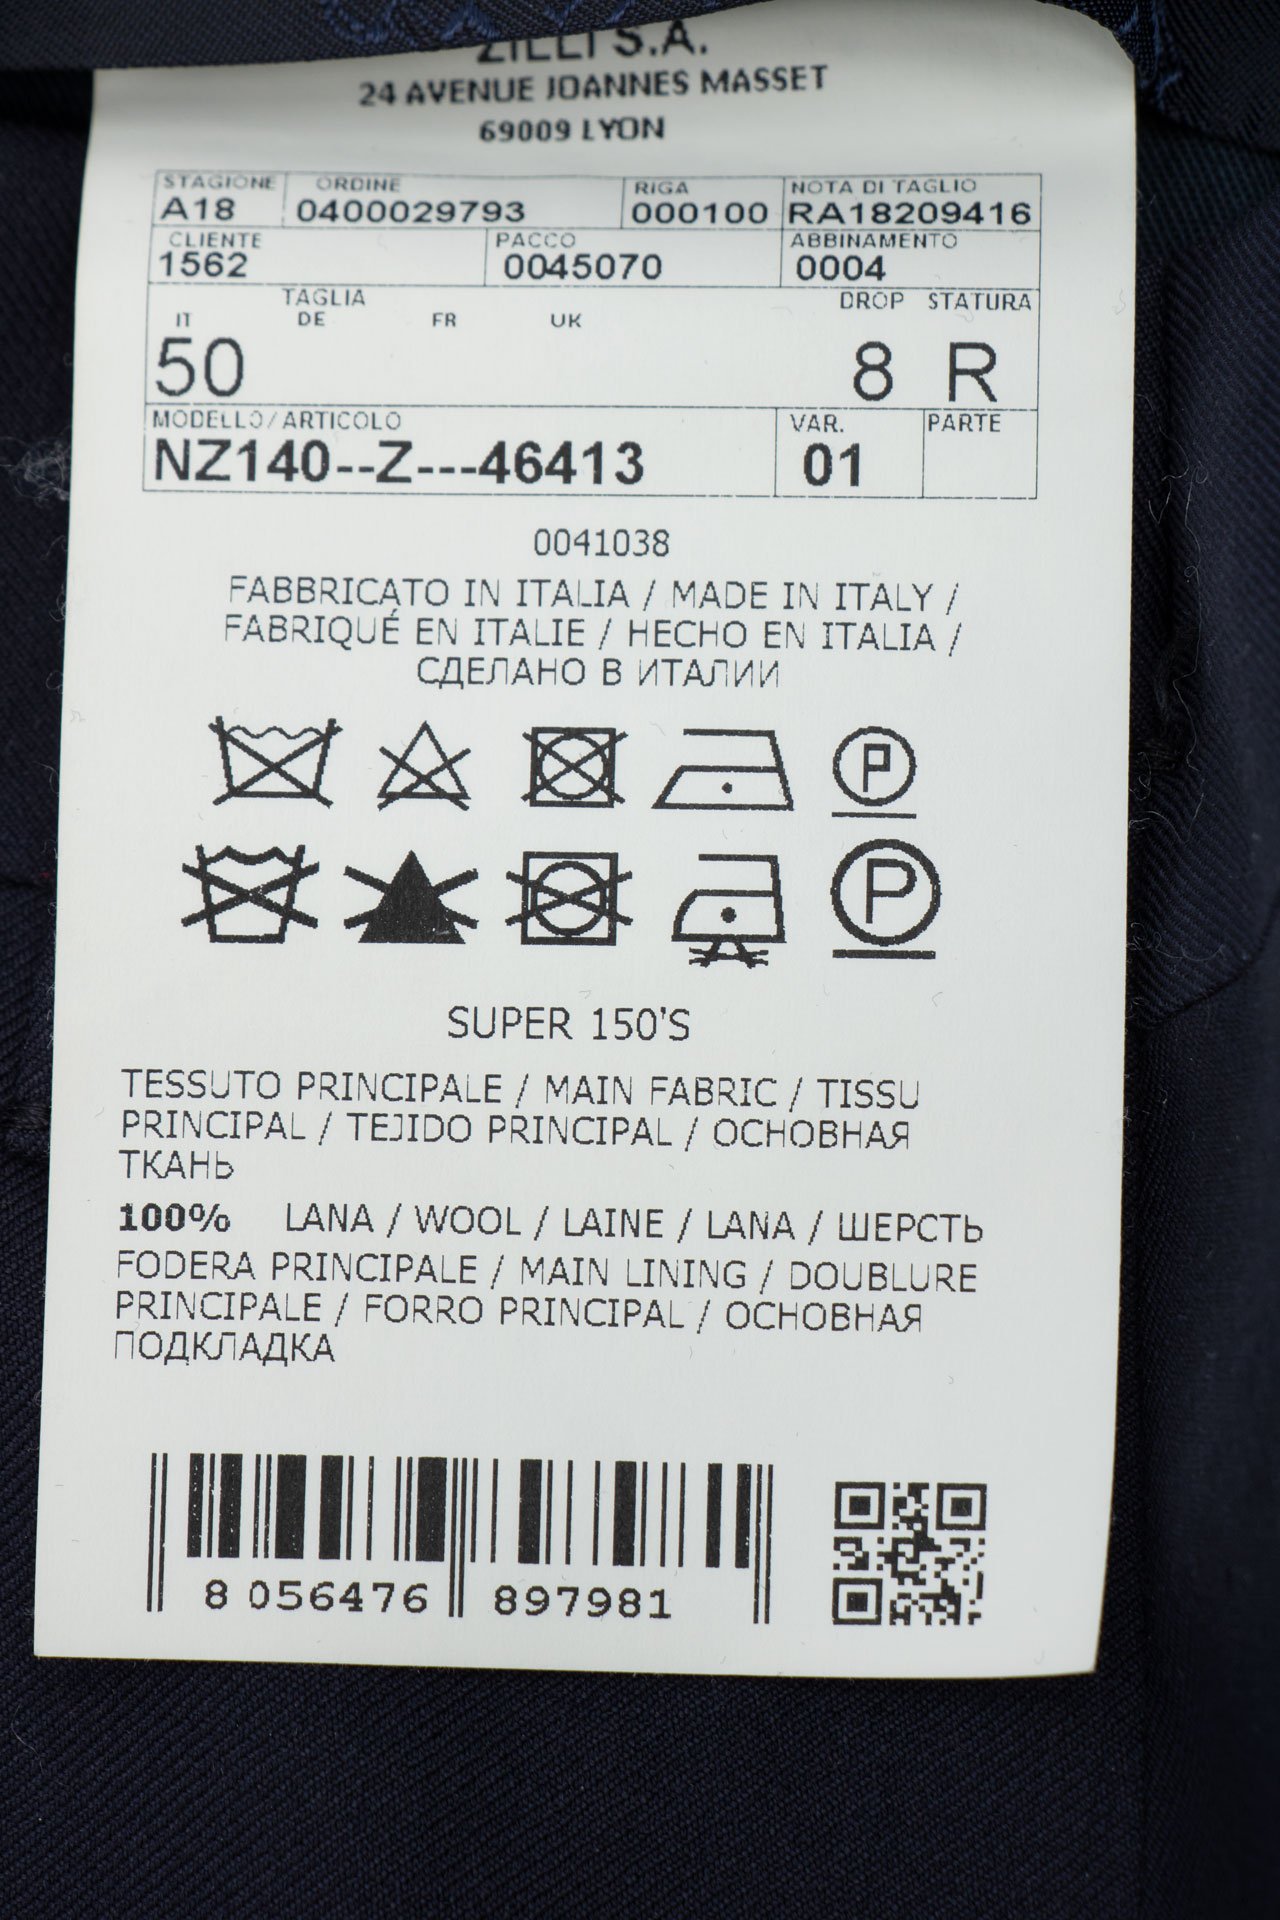 ZILLI S.A.
24 AVENUE JOANNES MASSET
69009 LYON
STAGIONE ORDINE RIGA NOTA DI TAGLIO
A18 0400029793 000100 RA18209416
CLIENTE PACCO ABBINAMENTO
1562 0045070 0004
TAGLIA DROP STATURA
IT DE FR UK
50 8 R
MODELLO/ARTICOLO VAR. PARTE
NZ140--Z---46413 01
0041038
FABBRICATO IN ITALIA / MADE IN ITALY /
FABRIQUÉ EN ITALIE / HECHO EN ITALIA /
СДЕЛАНО В ИТАЛИИ
P
P
SUPER 150'S
TESSUTO PRINCIPALE / MAIN FABRIC / TISSU
PRINCIPAL / TEJIDO PRINCIPAL / ОСНОВНАЯ
ТКАНЬ
100% LANA / WOOL / LAINE / LANA / ШЕРСТЬ
FODERA PRINCIPALE / MAIN LINING / DOUBLURE
PRINCIPALE / FORRO PRINCIPAL / ОСНОВНАЯ
ПОДКЛАДКА
8 056476 897981